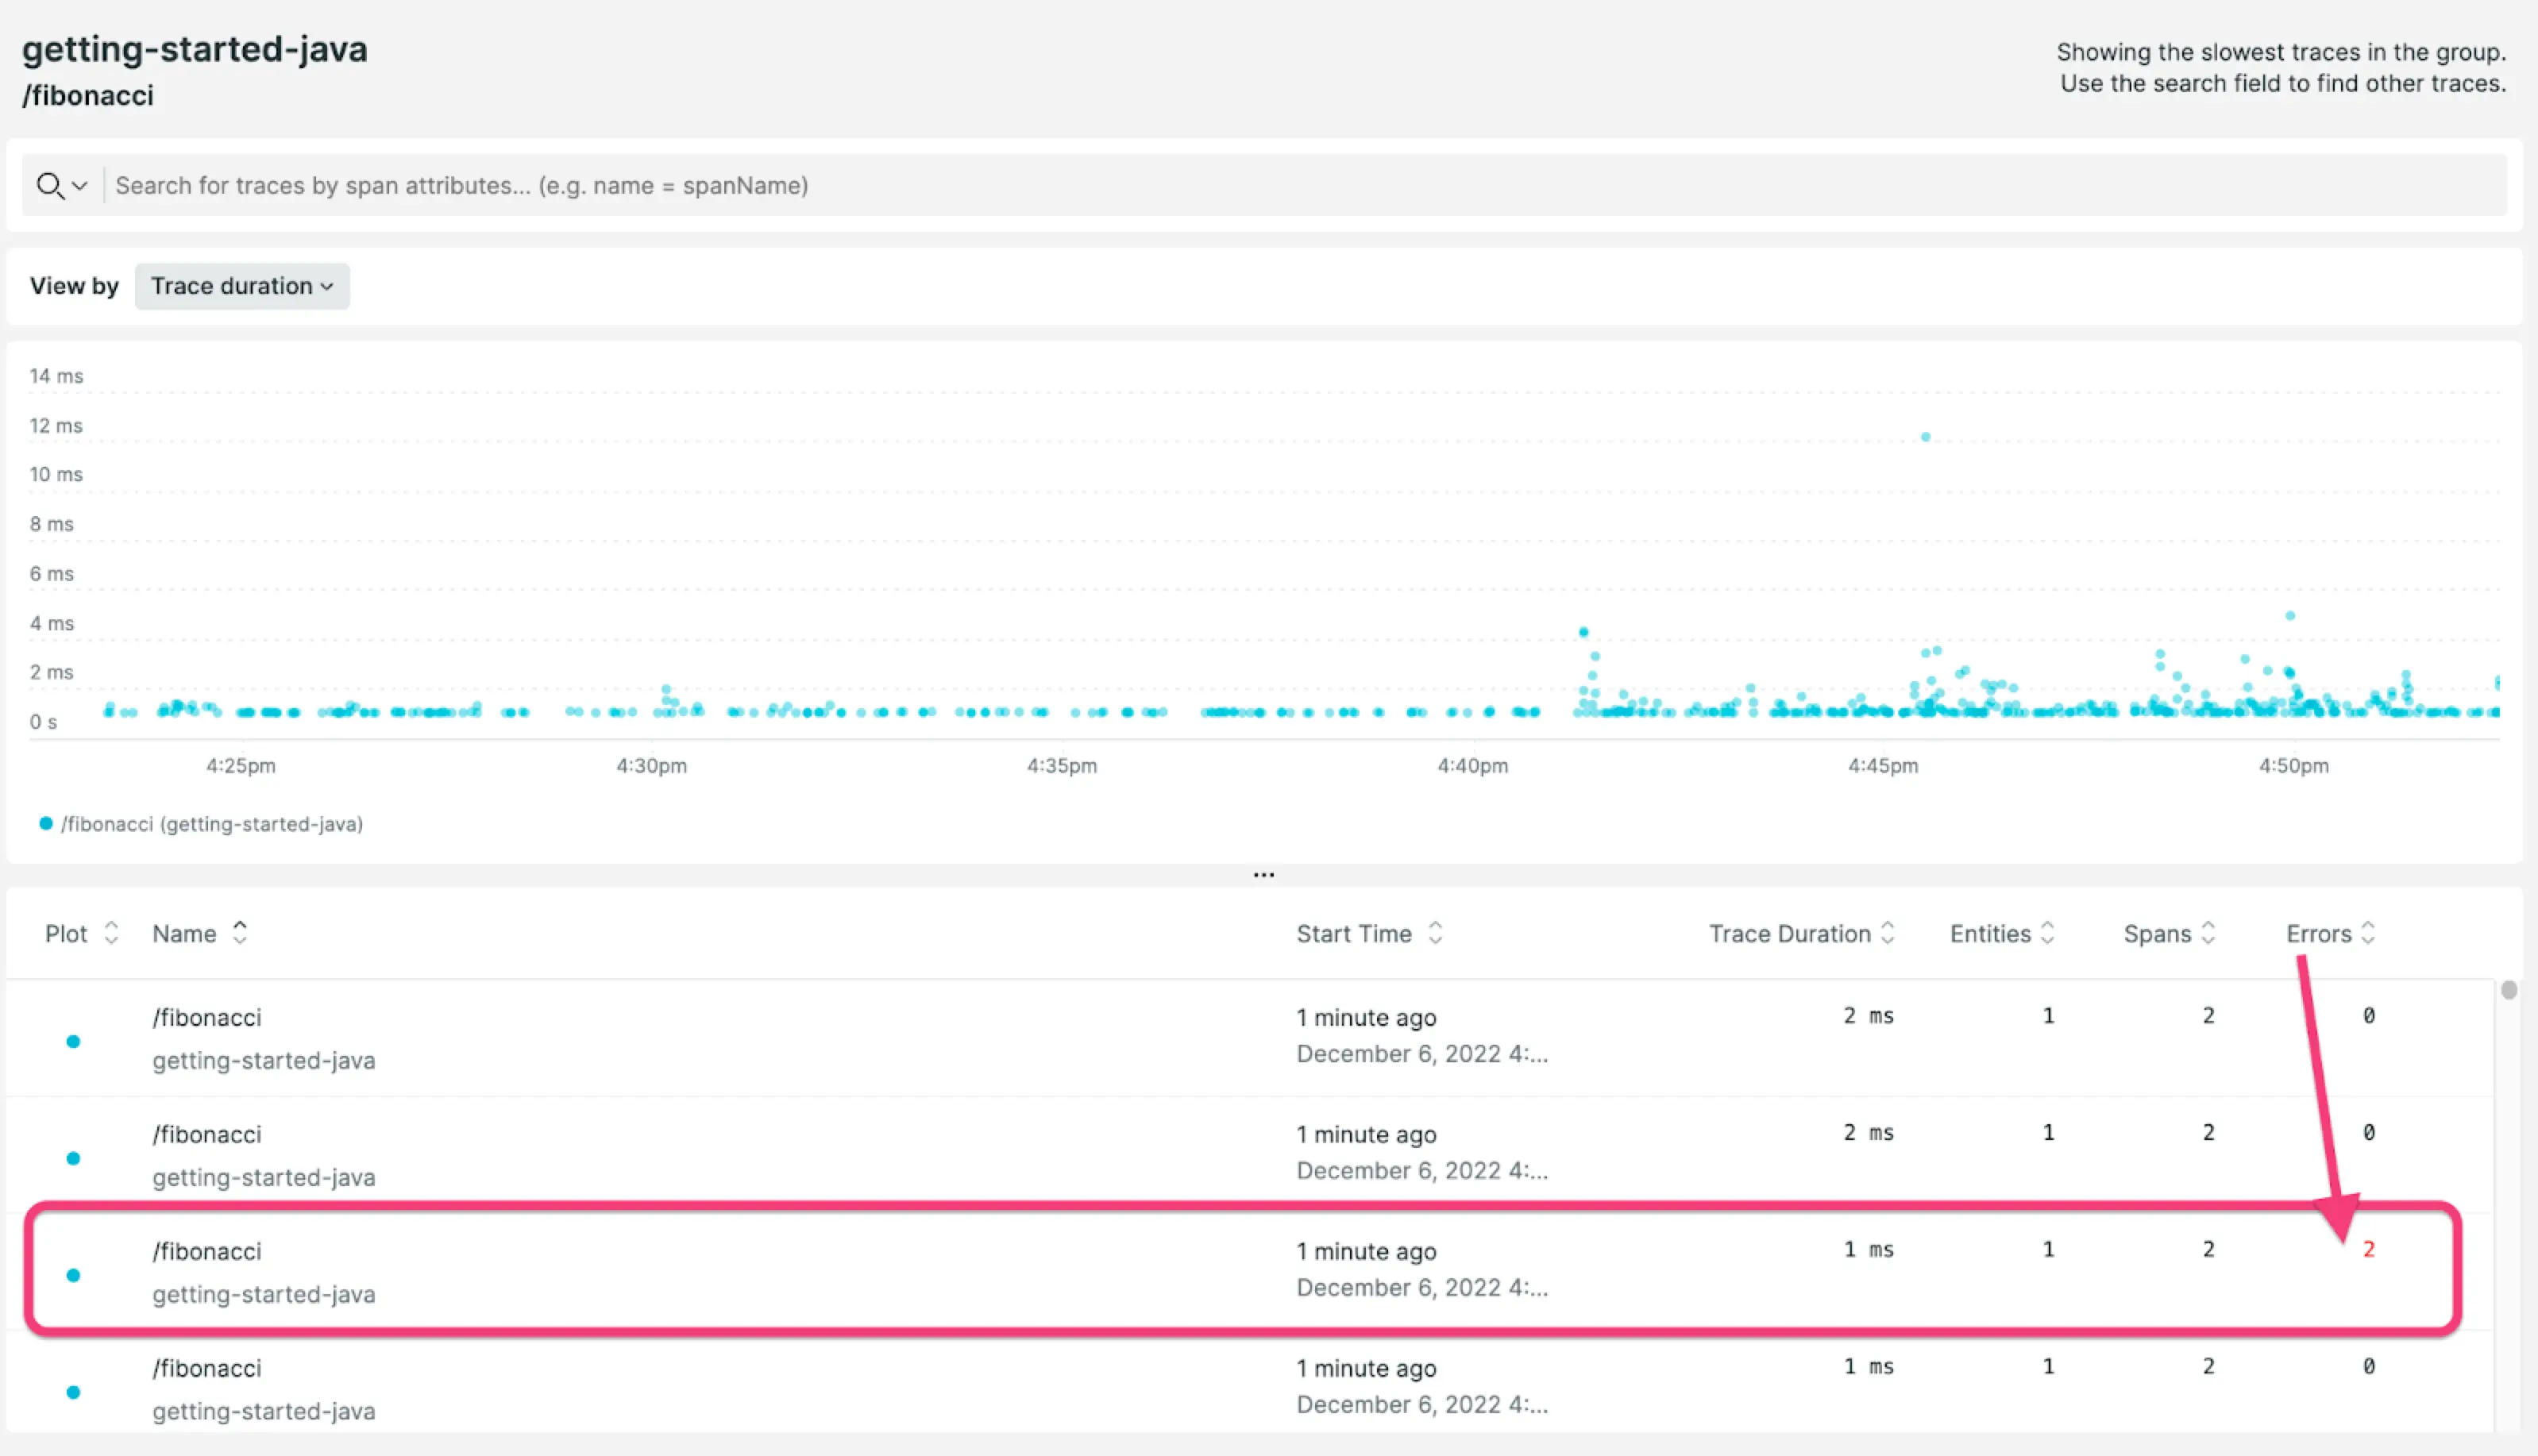 getting-started-java
/fibonacci
Showing the slowest traces in the group.
Use the search field to find other traces.
Search for traces by span attributes... (e.g. name = spanName)
View by Trace duration
14 ms
12 ms
10 ms
8 ms
6 ms
4 ms
2 ms
0 s
4:25pm 4:30pm 4:35pm 4:40pm 4:45pm 4:50pm
/fibonacci (getting-started-java)
...
Plot Name Start Time Trace Duration Entities Spans Errors
/fibonacci 1 minute ago 2 ms 1 2 0
getting-started-java December 6, 2022 4:...
/fibonacci 1 minute ago 2 ms 1 2 0
getting-started-java December 6, 2022 4:...
/fibonacci 1 minute ago 1 ms 1 2 2
getting-started-java December 6, 2022 4:...
/fibonacci 1 minute ago 1 ms 1 2 0
getting-started-java December 6, 2022 4:...